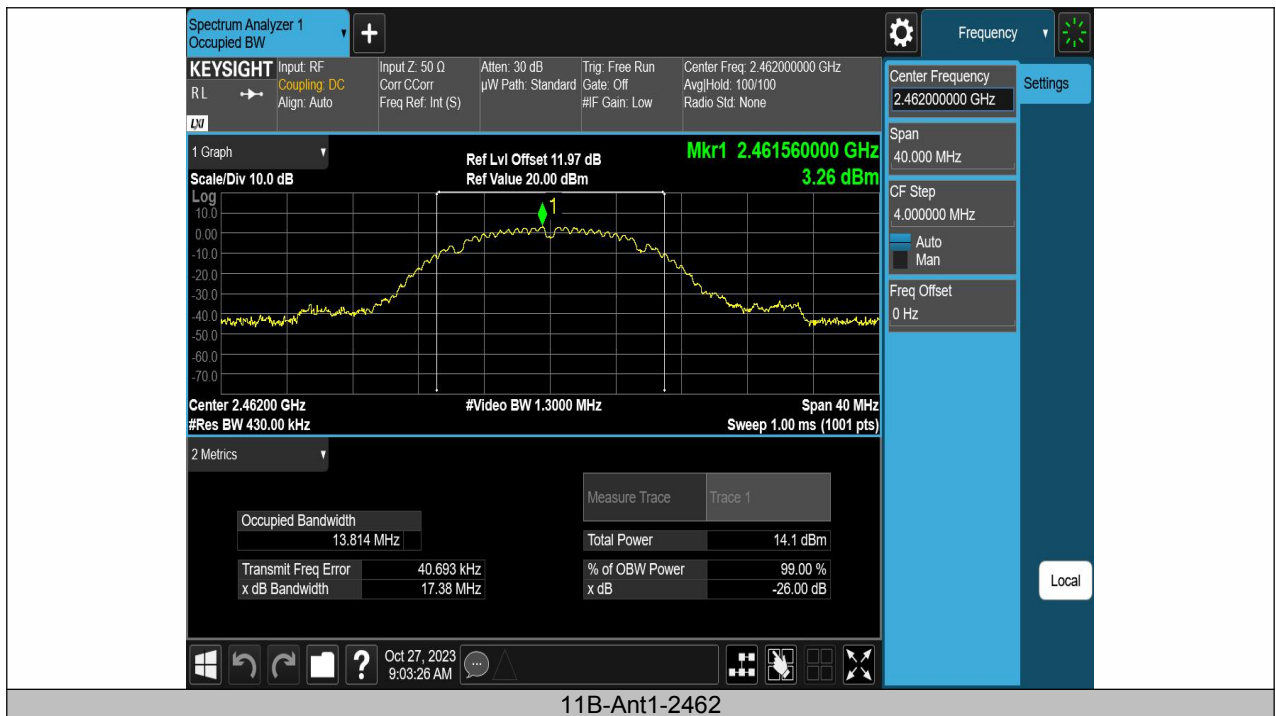 Spectrum Analyzer 1
Occupied BW
+
Frequency
KEYSIGHT
R L
LXI
Input: RF
Coupling: DC
Align: Auto
Input Z: 50 Ω
Corr CCorr
Freq Ref: Int (S)
Atten: 30 dB
µW Path: Standard
Trig: Free Run
Gate: Off
#IF Gain: Low
Center Freq: 2.462000000 GHz
Avg|Hold: 100/100
Radio Std: None
Center Frequency
2.462000000 GHz
Settings
Span
40.000 MHz
CF Step
4.000000 MHz
Auto
Man
Freq Offset
0 Hz
Local
1 Graph
Scale/Div 10.0 dB
Ref Lvl Offset 11.97 dB
Ref Value 20.00 dBm
Mkr1 2.461560000 GHz
3.26 dBm
Log
1
10.0
0.00
-10.0
-20.0
-30.0
-40.0
-50.0
-60.0
-70.0
Center 2.46200 GHz
#Res BW 430.00 kHz
#Video BW 1.3000 MHz
Span 40 MHz
Sweep 1.00 ms (1001 pts)
2 Metrics
Measure Trace
Trace 1
Occupied Bandwidth
13.814 MHz
Total Power
14.1 dBm
Transmit Freq Error
40.693 kHz
% of OBW Power
99.00 %
x dB Bandwidth
17.38 MHz
x dB
-26.00 dB
?
Oct 27, 2023
9:03:26 AM
11B-Ant1-2462